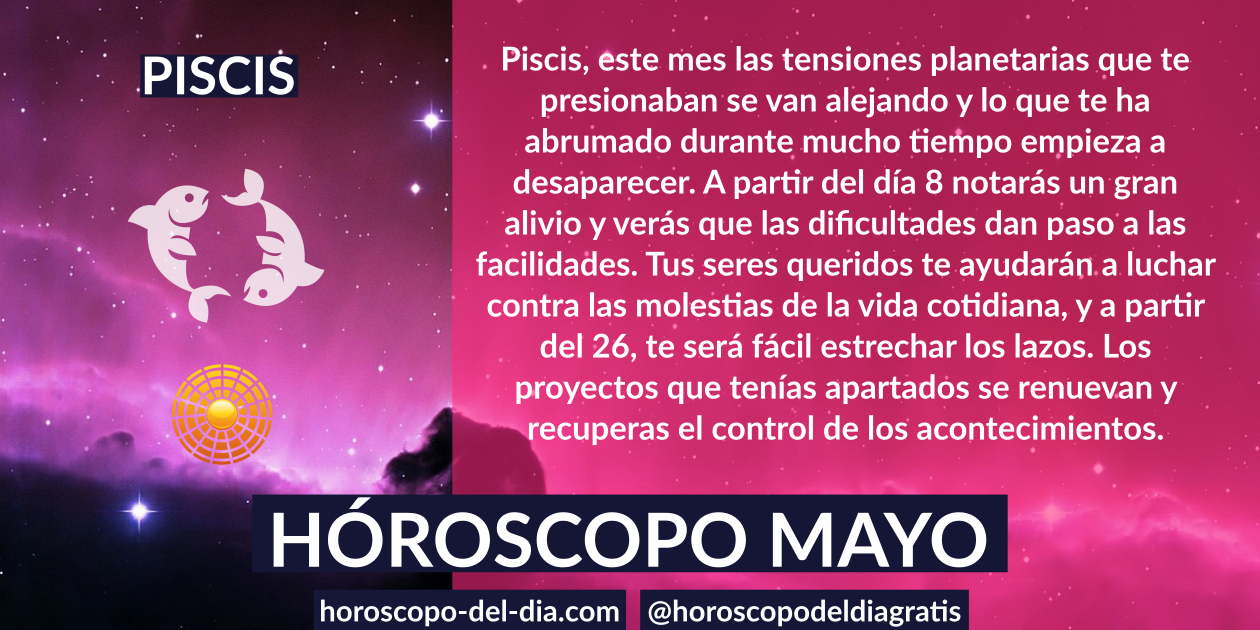 PISCIS
Piscis, este mes las tensiones planetarias que te
presionaban se van alejando y lo que te ha
abrumado durante mucho tiempo empieza a
desaparecer. A partir del día 8 notarás un gran
alivio y verás que las dificultades dan paso a las
facilidades. Tus seres queridos te ayudarán a luchar
contra las molestias de la vida cotidiana, y a partir
del 26, te será fácil estrechar los lazos. Los
proyectos que tenías apartados se renuevan y
recuperas el control de los acontecimientos.
HÓROSCOPO MAYO
horoscopo-del-dia.com @horoscopodeldiagratis